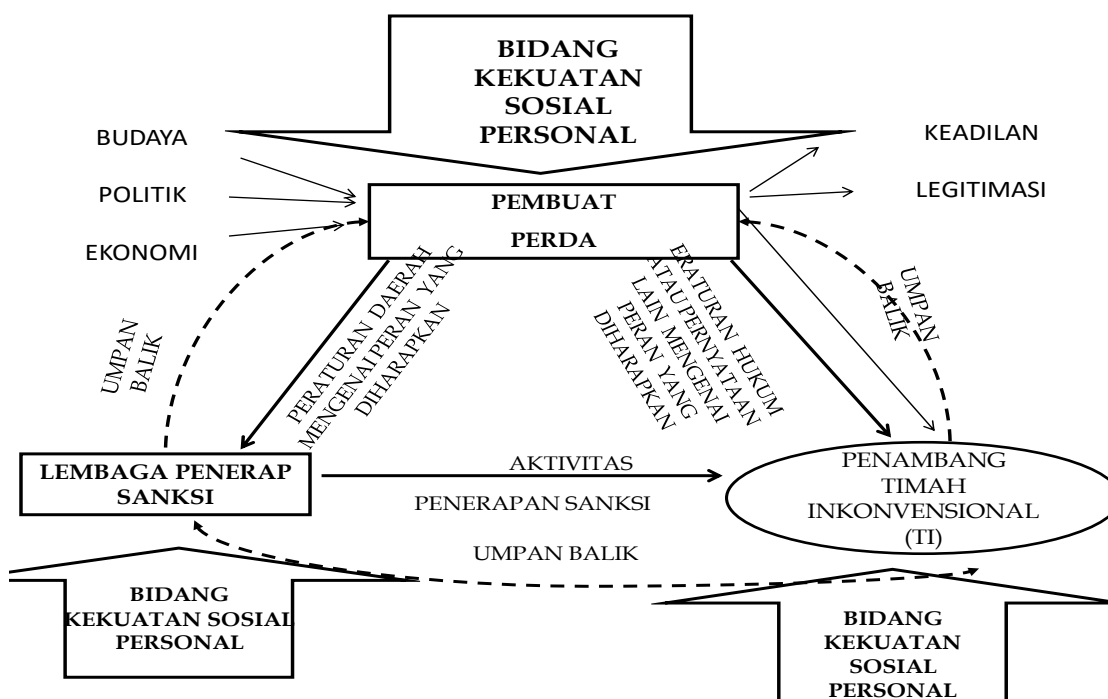 BIDANG
KEKUATAN
SOSIAL
PERSONAL
BUDAYA
POLITIK
EKONOMI
KEADILAN
LEGITIMASI
PEMBUAT
PERDA
UMPAN
BALIK
PERATURAN DAERAH
MENGENAI PERAN YANG
DIHARAPKAN
ERATURAN HUKUM
ATAU PERNYATAAN
LAIN MENGENAI
PERAN YANG
DIHARAPKAN
UMPAN
BALIK
LEMBAGA PENERAP
SANKSI
AKTIVITAS
PENERAPAN SANKSI
UMPAN BALIK
PENAMBANG
TIMAH
INKONVENSIONAL
(TI)
BIDANG
KEKUATAN SOSIAL
PERSONAL
BIDANG
KEKUATAN
SOSIAL
PERSONAL